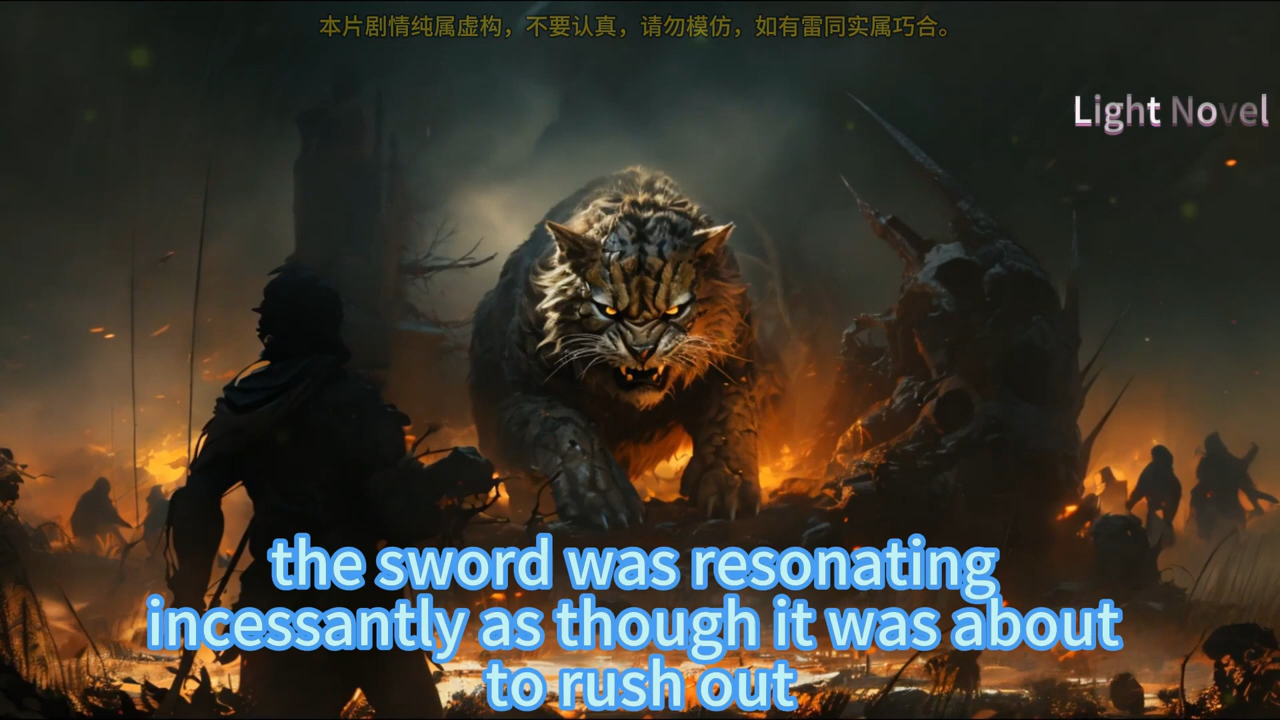 本片剧情纯属虚构，不要认真，请勿模仿，如有雷同实属巧合。
Light Novel
the sword was resonating
incessantly as though it was about
to rush out